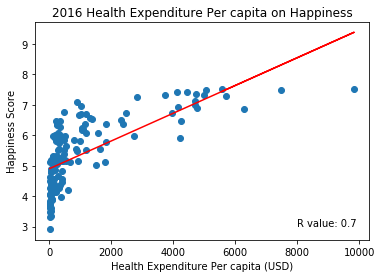 2016 Health Expenditure Per capita on Happiness
9
8
7
6
5
4
3
Happiness Score
R value: 0.7
0 2000 4000 6000 8000 10000
Health Expenditure Per capita (USD)